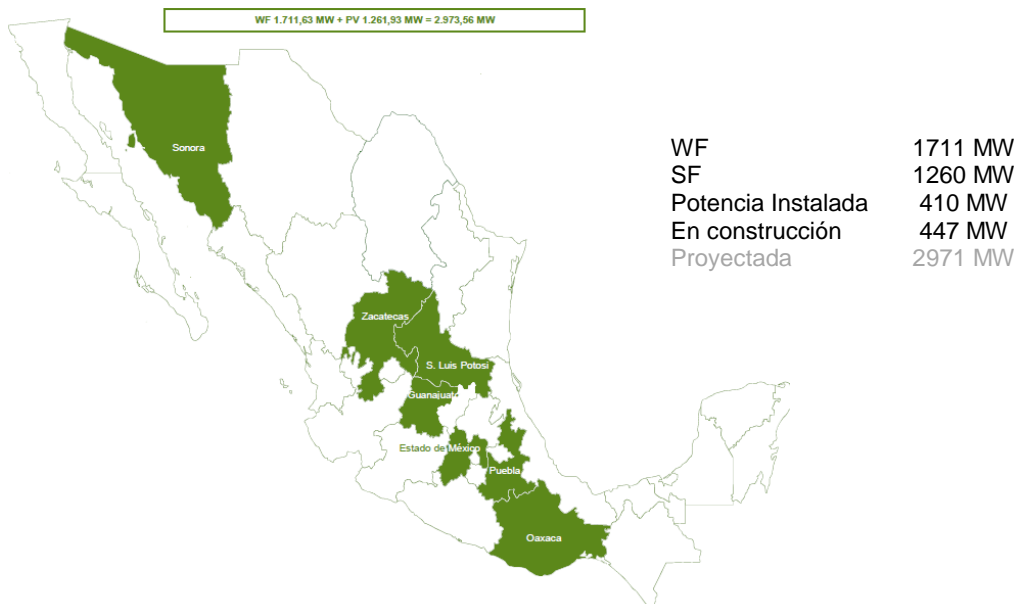 WF 1.711,63 MW + PV 1.261,93 MW = 2.973,56 MW
Sonora
WF 1711 MW
SF 1260 MW
Potencia Instalada 410 MW
En construcción 447 MW
Proyectada 2971 MW
Zacatecas
S. Luis Potosi
Guanajuato
Estado de México
Puebla
Oaxaca